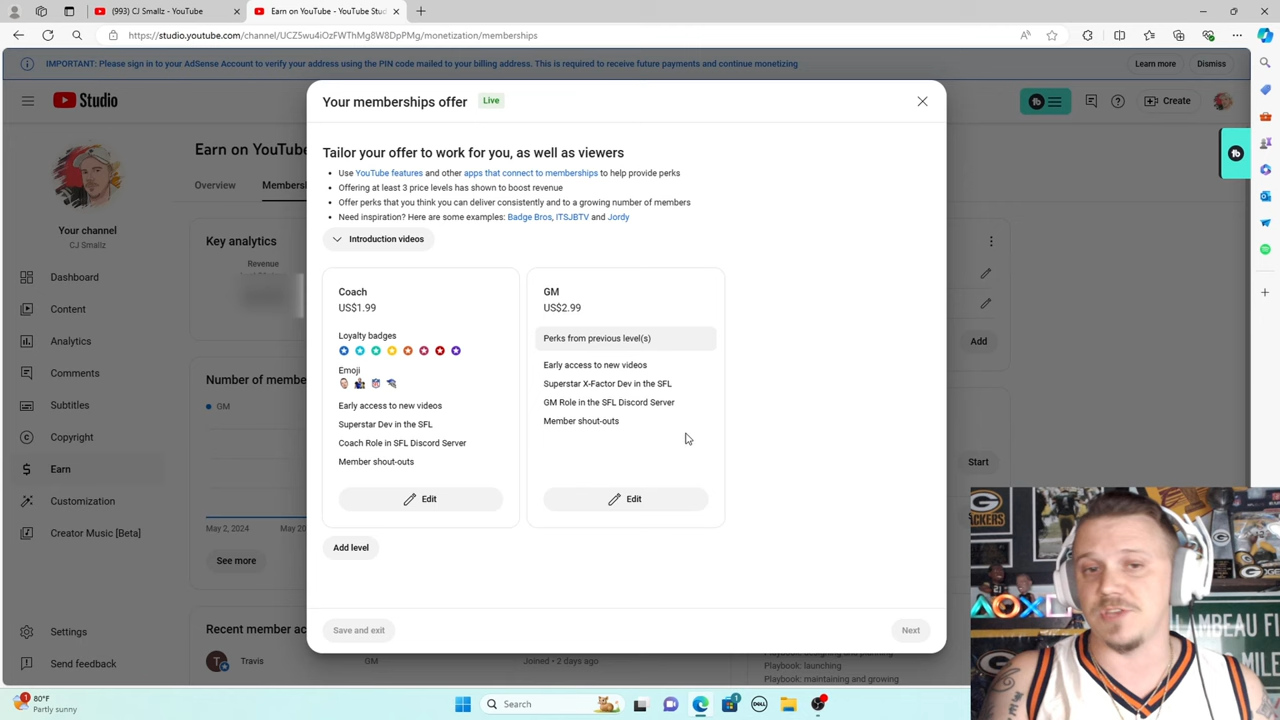 (993) CJ Smallz - YouTube
Earn on YouTube - YouTube Stud
https://studio.youtube.com/channel/UCZ5wu4iOzFWThMg8W8DpPMg/monetization/memberships
IMPORTANT: Please sign in to your AdSense Account to verify your address using the PIN code mailed to your billing address. This is required to receive future payments and continue monetizing
Learn more
Dismiss
Studio
Create
Your channel
CJ Smallz
Dashboard
Content
Analytics
Comments
Subtitles
Copyright
Earn
Customization
Creator Music [Beta]
Settings
Send feedback
Earn on YouTube
Overview
Membersh
Key analytics
Revenue
Number of membe
GM
May 2, 2024
May 20
See more
Recent member ac
Travis
GM
Joined • 2 days ago
Your memberships offer
Live
Tailor your offer to work for you, as well as viewers
• Use YouTube features and other apps that connect to memberships to help provide perks
• Offering at least 3 price levels has shown to boost revenue
• Offer perks that you think you can deliver consistently and to a growing number of members
• Need inspiration? Here are some examples: Badge Bros, ITSJBTV and Jordy
Introduction videos
Coach
US$1.99
Loyalty badges
Emoji
Early access to new videos
Superstar Dev in the SFL
Coach Role in SFL Discord Server
Member shout-outs
Edit
GM
US$2.99
Perks from previous level(s)
Early access to new videos
Superstar X-Factor Dev in the SFL
GM Role in the SFL Discord Server
Member shout-outs
Edit
Add level
Save and exit
Next
Add
Start
Playbook: launching
Playbook: maintaining and growing
PACKERS
LAMBEAU FI
MILE
80°F
Partly sunny
Search